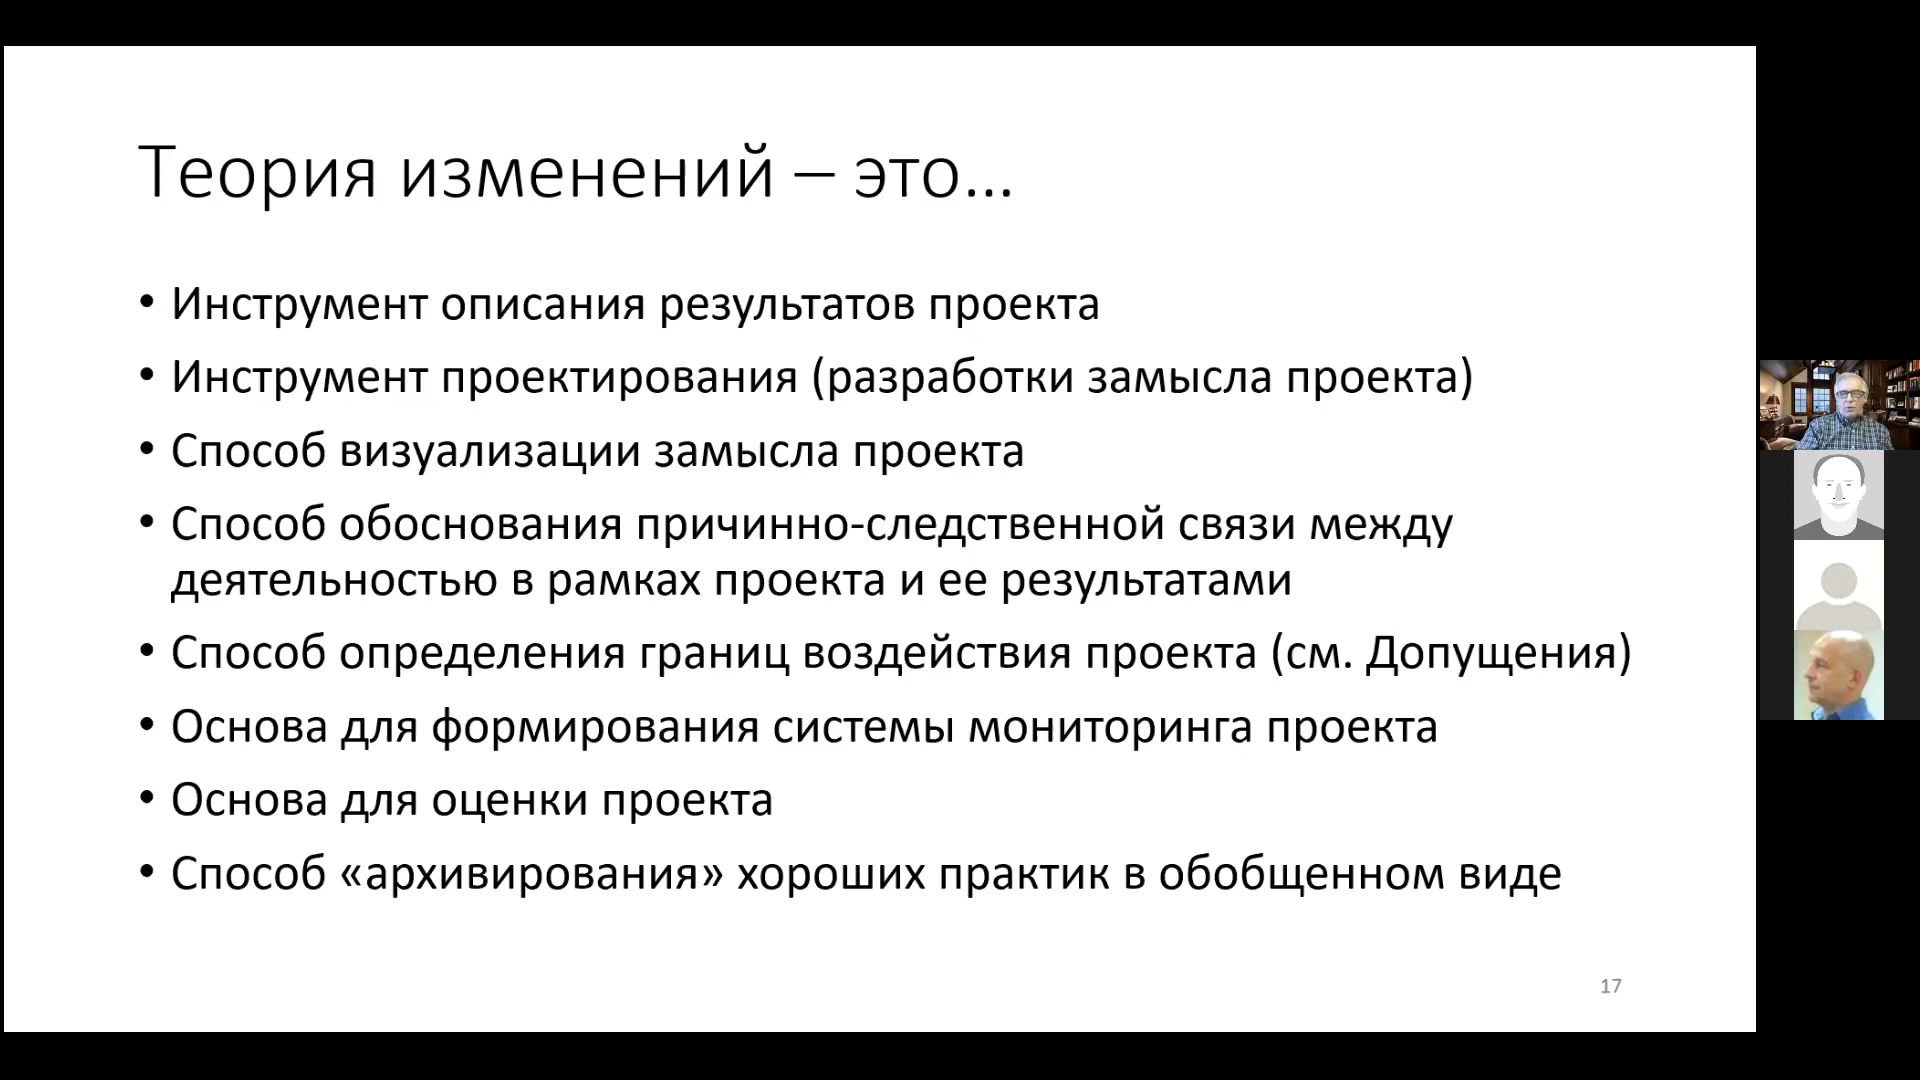 Теория изменений – это…
• Инструмент описания результатов проекта
• Инструмент проектирования (разработки замысла проекта)
• Способ визуализации замысла проекта
• Способ обоснования причинно-следственной связи между
деятельностью в рамках проекта и ее результатами
• Способ определения границ воздействия проекта (см. Допущения)
• Основа для формирования системы мониторинга проекта
• Основа для оценки проекта
• Способ «архивирования» хороших практик в обобщенном виде
17